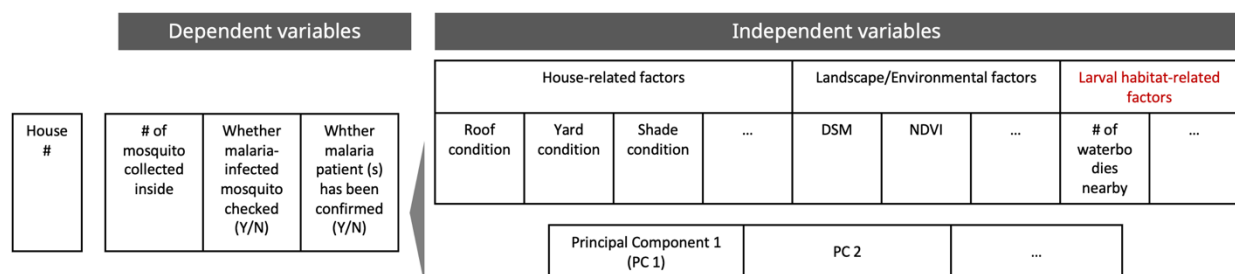 Dependent variables
Independent variables
House-related factors
Landscape/Environmental factors
Larval habitat-related
factors
House
#
# of
mosquito
collected
inside
Whether
malaria-
infected
mosquito
checked
(Y/N)
Whther
malaria
patient (s)
has been
confirmed
(Y/N)
Roof
condition
Yard
condition
Shade
condition
...
DSM
NDVI
...
# of
waterbo
dies
nearby
...
Principal Component 1
(PC 1)
PC 2
...